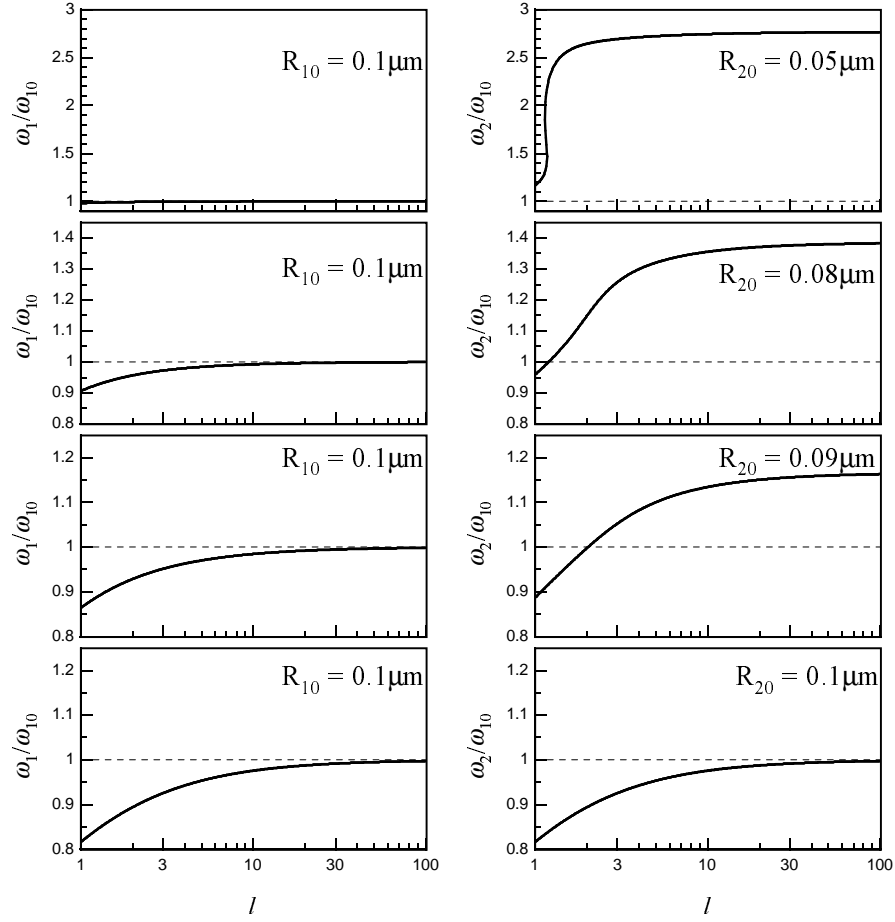 3
2.5
2
1.5
1
ω₁/ω₁₀
R₁₀ = 0.1μm
3
2.5
2
1.5
1
ω₂/ω₁₀
R₂₀ = 0.05μm
1.4
1.3
1.2
1.1
1
0.9
0.8
ω₁/ω₁₀
R₁₀ = 0.1μm
1.4
1.3
1.2
1.1
1
0.9
0.8
ω₂/ω₁₀
R₂₀ = 0.08μm
1.2
1.1
1
0.9
0.8
ω₁/ω₁₀
R₁₀ = 0.1μm
1.2
1.1
1
0.9
0.8
ω₂/ω₁₀
R₂₀ = 0.09μm
1.2
1.1
1
0.9
0.8
ω₁/ω₁₀
R₁₀ = 0.1μm
1 3 10 30 100
l
1.2
1.1
1
0.9
0.8
ω₂/ω₁₀
R₂₀ = 0.1μm
1 3 10 30 100
l